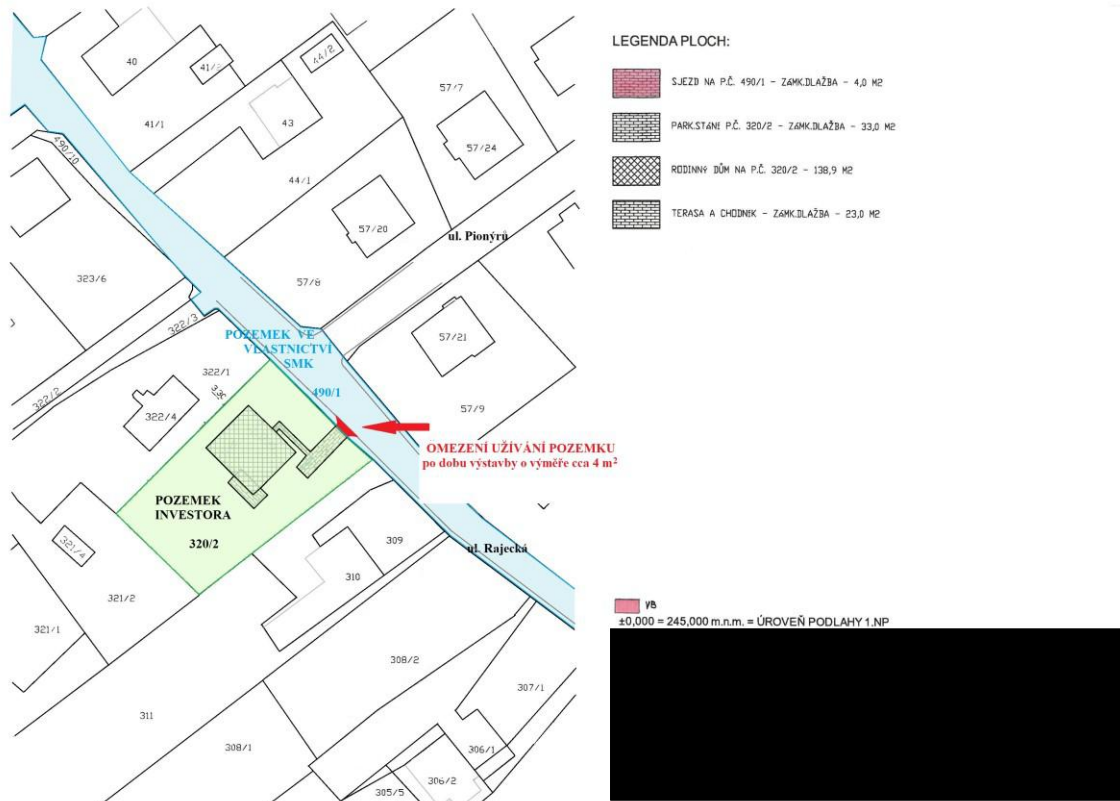 40
41/2
44/2
41/1
43
57/7
57/24
490/10
44/1
57/20
ul. Pionýrů
323/6
57/8
322/3
POZEMEK VE
VLASTNICTVÍ
SMK
490/1
57/21
322/1
3,35
322/2
322/4
57/9
OMEZENÍ UŽÍVÁNÍ POZEMKU
po dobu výstavby o výměře cca 4 m²
POZEMEK
INVESTORA
320/2
321/4
309
ul. Rajecká
310
321/2
321/1
308/2
307/1
311
308/1
306/1
306/2
305/5
LEGENDA PLOCH:
SJEZD NA P.Č. 490/1 - ZÁMK.DLAŽBA - 4,0 M2
PARK.STÁNÍ P.Č. 320/2 - ZÁMK.DLAŽBA - 33,0 M2
RODINNÝ DŮM NA P.Č. 320/2 - 138,9 M2
TERASA A CHODNÍK - ZÁMK.DLAŽBA - 23,0 M2
VB
±0,000 = 245,000 m.n.m. = ÚROVEŇ PODLAHY 1.NP